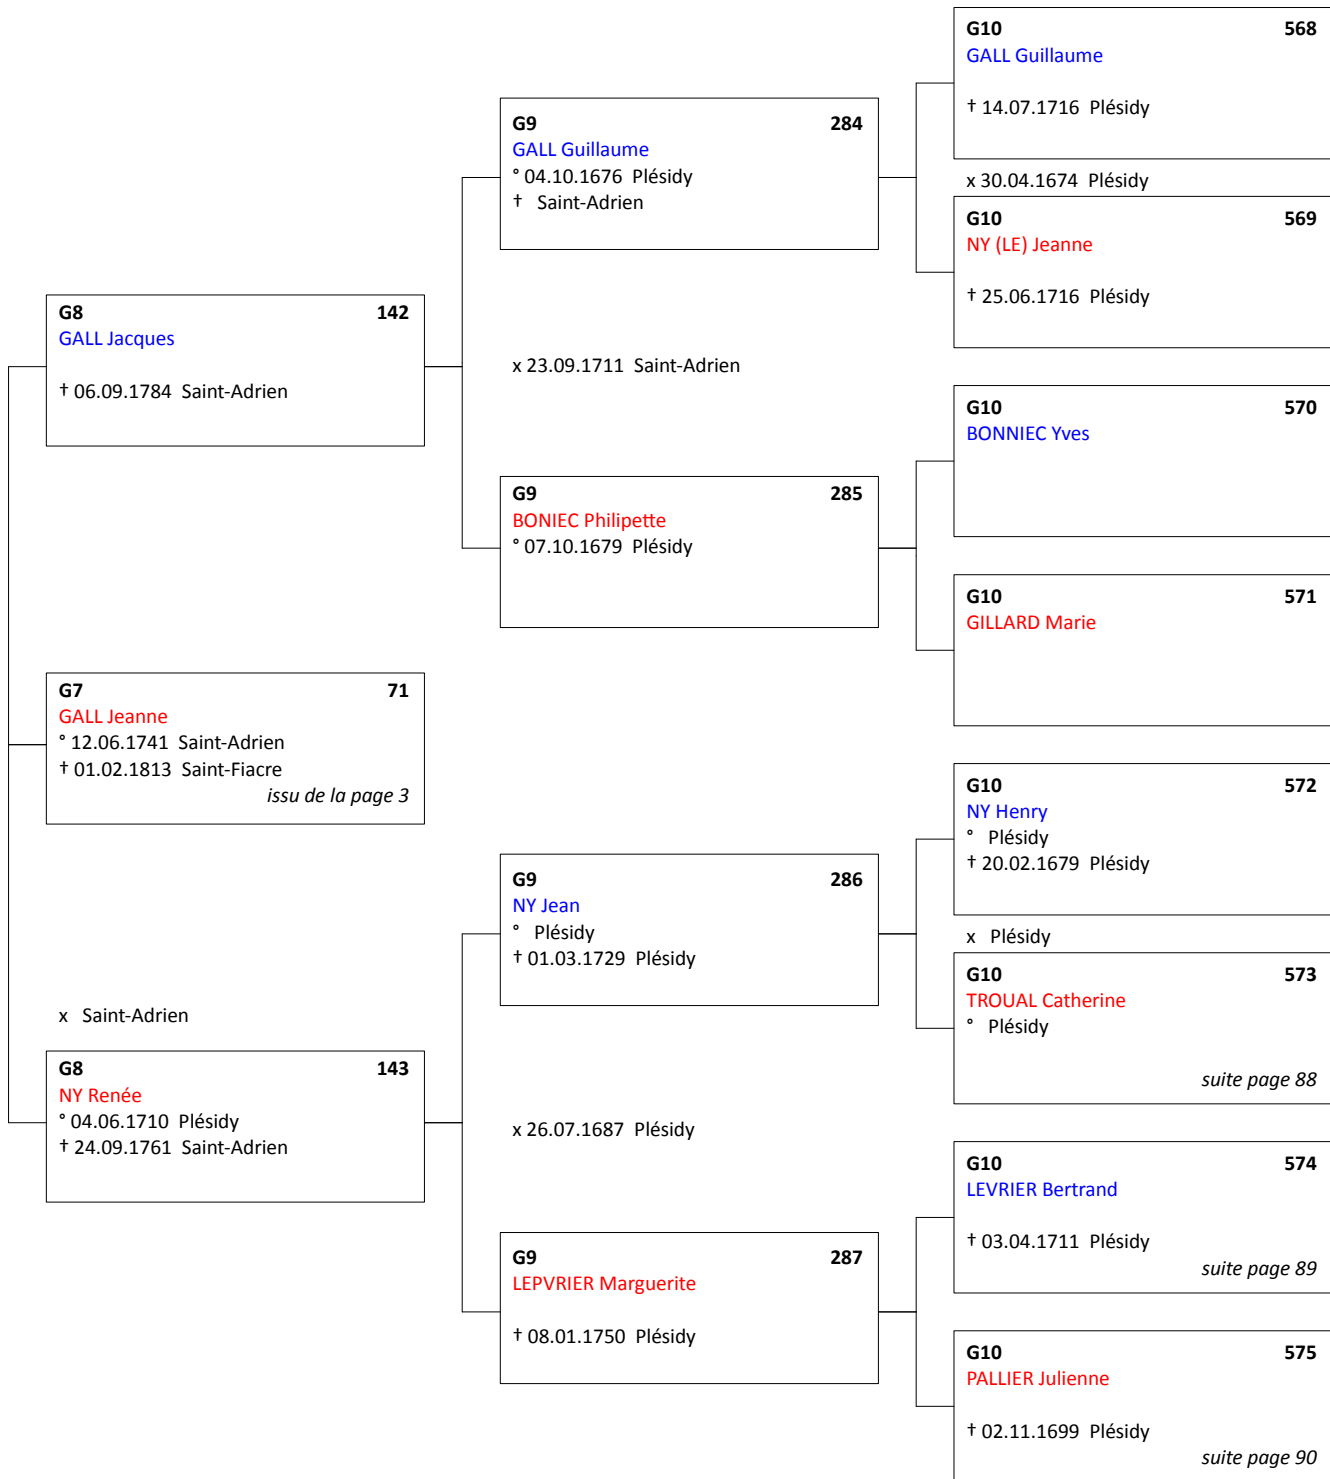 G10 568
GALL Guillaume
† 14.07.1716 Plésidy
G9 284
GALL Guillaume
° 04.10.1676 Plésidy
† Saint-Adrien
x 30.04.1674 Plésidy
G10 569
NY (LE) Jeanne
† 25.06.1716 Plésidy
G8 142
GALL Jacques
† 06.09.1784 Saint-Adrien
x 23.09.1711 Saint-Adrien
G10 570
BONNIEC Yves
G9 285
BONIEC Philipette
° 07.10.1679 Plésidy
G10 571
GILLARD Marie
G7 71
GALL Jeanne
° 12.06.1741 Saint-Adrien
† 01.02.1813 Saint-Fiacre
issu de la page 3
G10 572
NY Henry
° Plésidy
† 20.02.1679 Plésidy
G9 286
NY Jean
° Plésidy
† 01.03.1729 Plésidy
x Plésidy
G10 573
TROUAL Catherine
° Plésidy
suite page 88
x Saint-Adrien
G8 143
NY Renée
° 04.06.1710 Plésidy
† 24.09.1761 Saint-Adrien
x 26.07.1687 Plésidy
G10 574
LEVRIER Bertrand
† 03.04.1711 Plésidy
suite page 89
G9 287
LEPVRIER Marguerite
† 08.01.1750 Plésidy
G10 575
PALLIER Julienne
† 02.11.1699 Plésidy
suite page 90